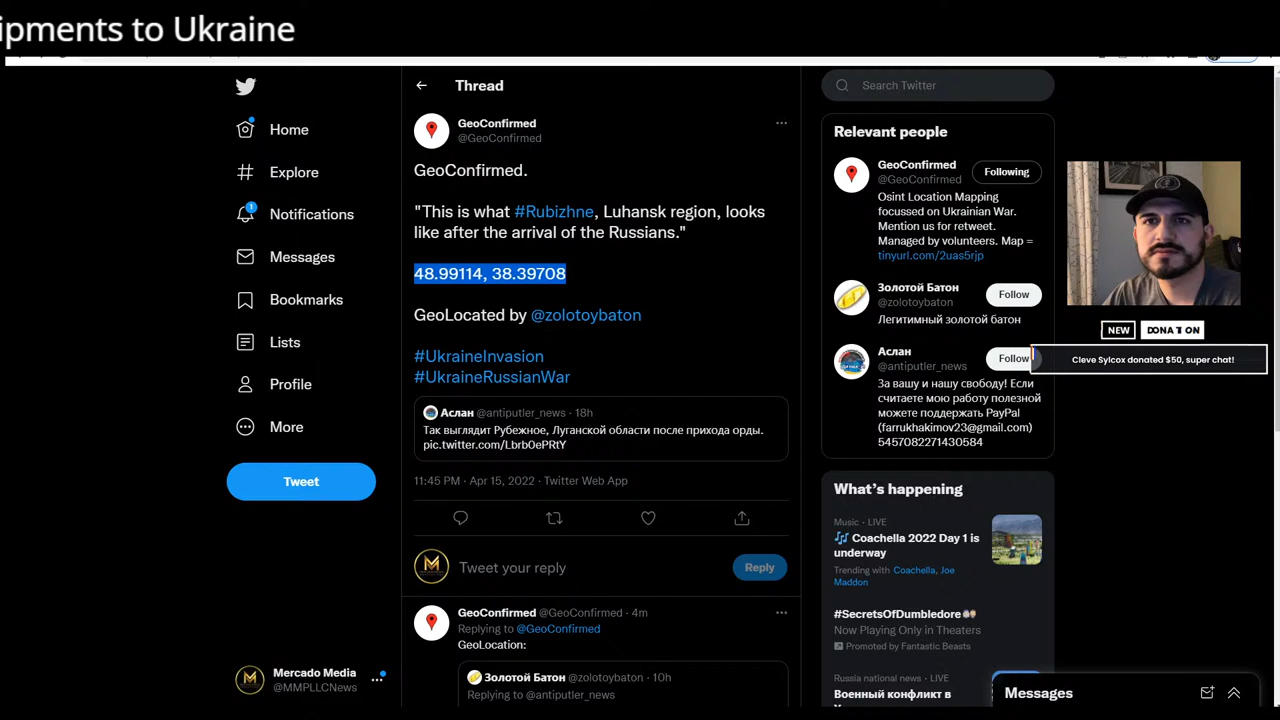 ipments to Ukraine
Home
Explore
1
Notifications
Messages
Bookmarks
Lists
Profile
More
Tweet
Mercado Media
@MMPLLCNews
Thread
GeoConfirmed
@GeoConfirmed
GeoConfirmed.
"This is what #Rubizhne, Luhansk region, looks
like after the arrival of the Russians."
48.99114, 38.39708
GeoLocated by @zolotoybaton
#UkraineInvasion
#UkraineRussianWar
Аслан @antiputler_news · 18h
Так выглядит Рубежное, Луганской области после прихода орды.
pic.twitter.com/Lbrb0ePRtY
11:45 PM · Apr 15, 2022 · Twitter Web App
Tweet your reply
Reply
GeoConfirmed @GeoConfirmed · 4m
Replying to @GeoConfirmed
GeoLocation:
Золотой Батон @zolotoybaton · 10h
Replying to @antiputler_news
Search Twitter
Relevant people
GeoConfirmed
@GeoConfirmed
Following
Osint Location Mapping
focussed on Ukrainian War.
Mention us for retweet.
Managed by volunteers. Map =
tinyurl.com/2uas5rjp
Золотой Батон
@zolotoybaton
Follow
Легитимный золотой батон
Аслан
@antiputler_news
Follow
За вашу и нашу свободу! Если
считаете мою работу полезной
можете поддержать PayPal
(farrukhakimov23@gmail.com)
5457082271430584
What's happening
Music · LIVE
Coachella 2022 Day 1 is
underway
Trending with Coachella, Joe
Maddon
#SecretsOfDumbledore
Now Playing Only in Theaters
Promoted by Fantastic Beasts
Russia national news · LIVE
Военный конфликт в
Messages
NEW
DONATION
Cleve Sylcox donated $50, super chat!